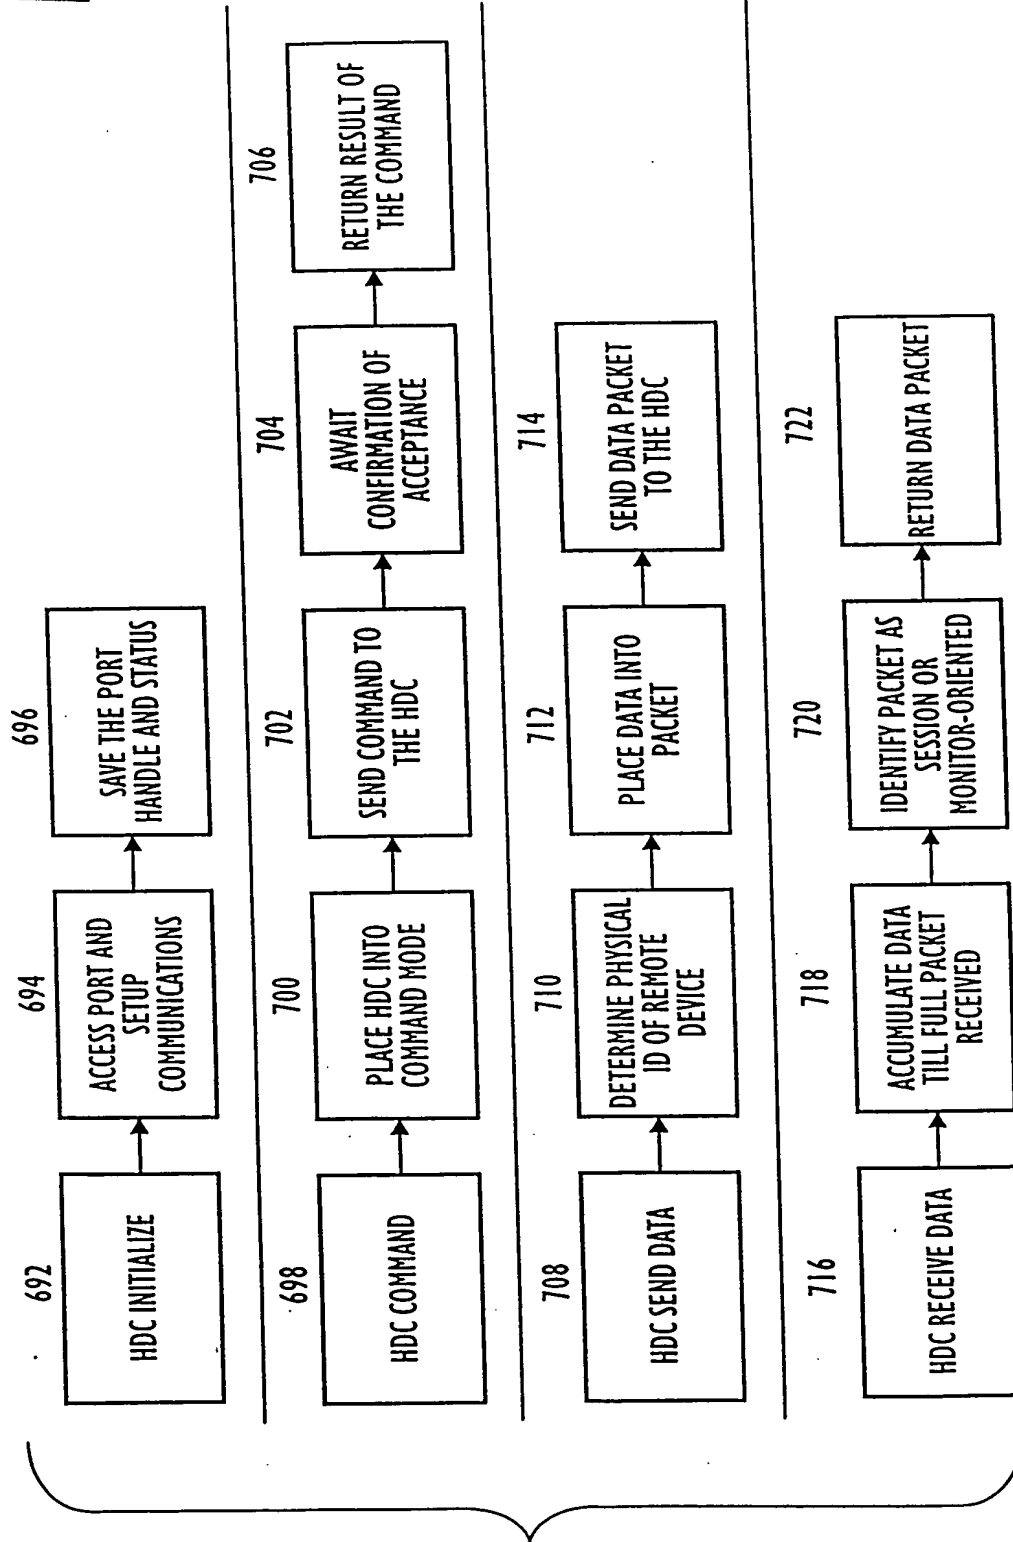 692
HDC INITIALIZE
694
ACCESS PORT AND
SETUP
COMMUNICATIONS
696
SAVE THE PORT
HANDLE AND STATUS
698
HDC COMMAND
700
PLACE HDC INTO
COMMAND MODE
702
SEND COMMAND TO
THE HDC
704
AWAIT
CONFIRMATION OF
ACCEPTANCE
706
RETURN RESULT OF
THE COMMAND
708
HDC SEND DATA
710
DETERMINE PHYSICAL
ID OF REMOTE
DEVICE
712
PLACE DATA INTO
PACKET
714
SEND DATA PACKET
TO THE HDC
716
HDC RECEIVE DATA
718
ACCUMULATE DATA
TILL FULL PACKET
RECEIVED
720
IDENTIFY PACKET AS
SESSION OR
MONITOR-ORIENTED
722
RETURN DATA PACKET